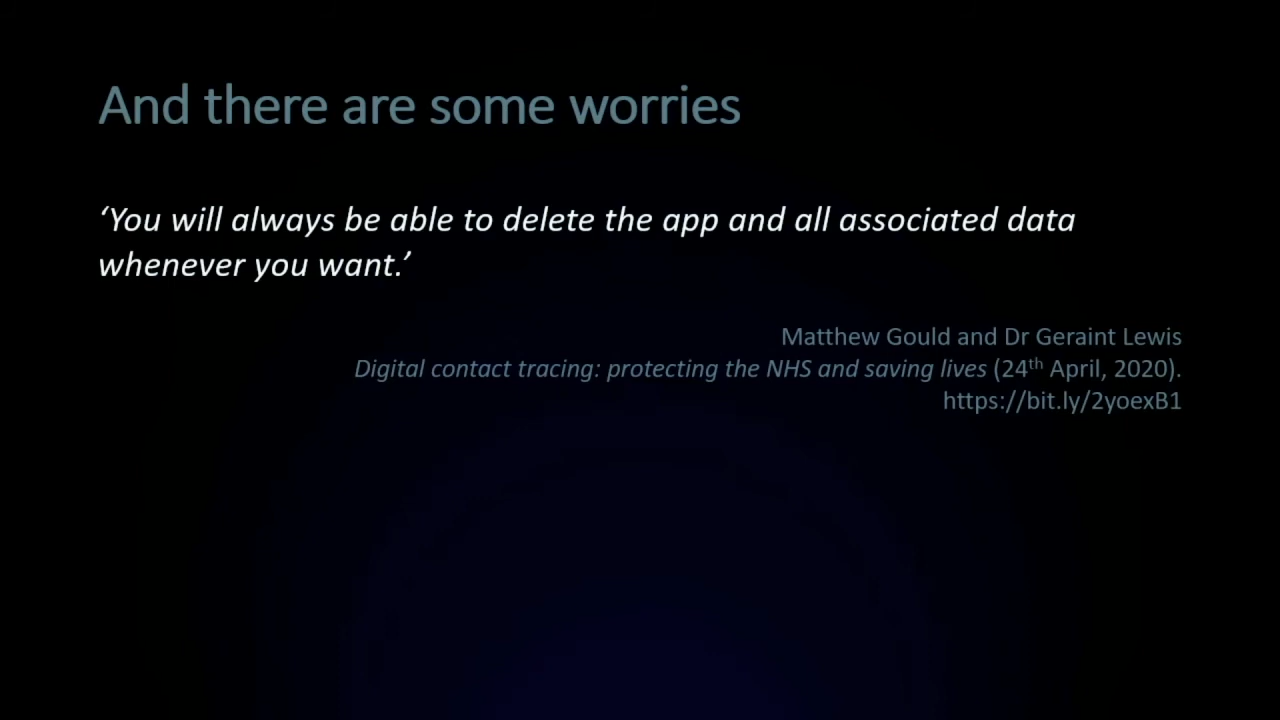 And there are some worries
‘You will always be able to delete the app and all associated data
whenever you want.’
Matthew Gould and Dr Geraint Lewis
Digital contact tracing: protecting the NHS and saving lives (24th April, 2020).
https://bit.ly/2yoexB1